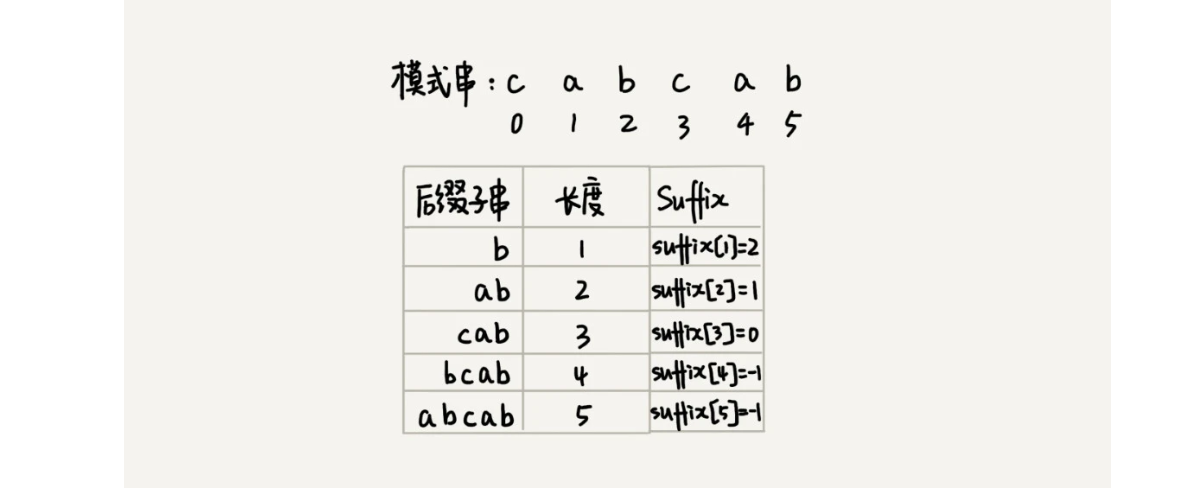 模式串:c a b c a b
0 1 2 3 4 5
后缀子串 长度 Suffix
b 1 suffix[1]=2
ab 2 suffix[2]=1
cab 3 suffix[3]=0
bcab 4 suffix[4]=-1
abcab 5 suffix[5]=-1